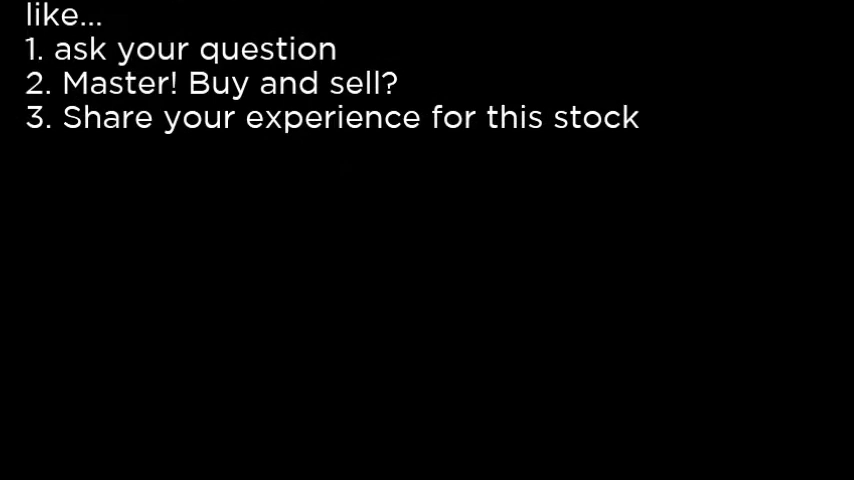 like...
1. ask your question
2. Master! Buy and sell?
3. Share your experience for this stock